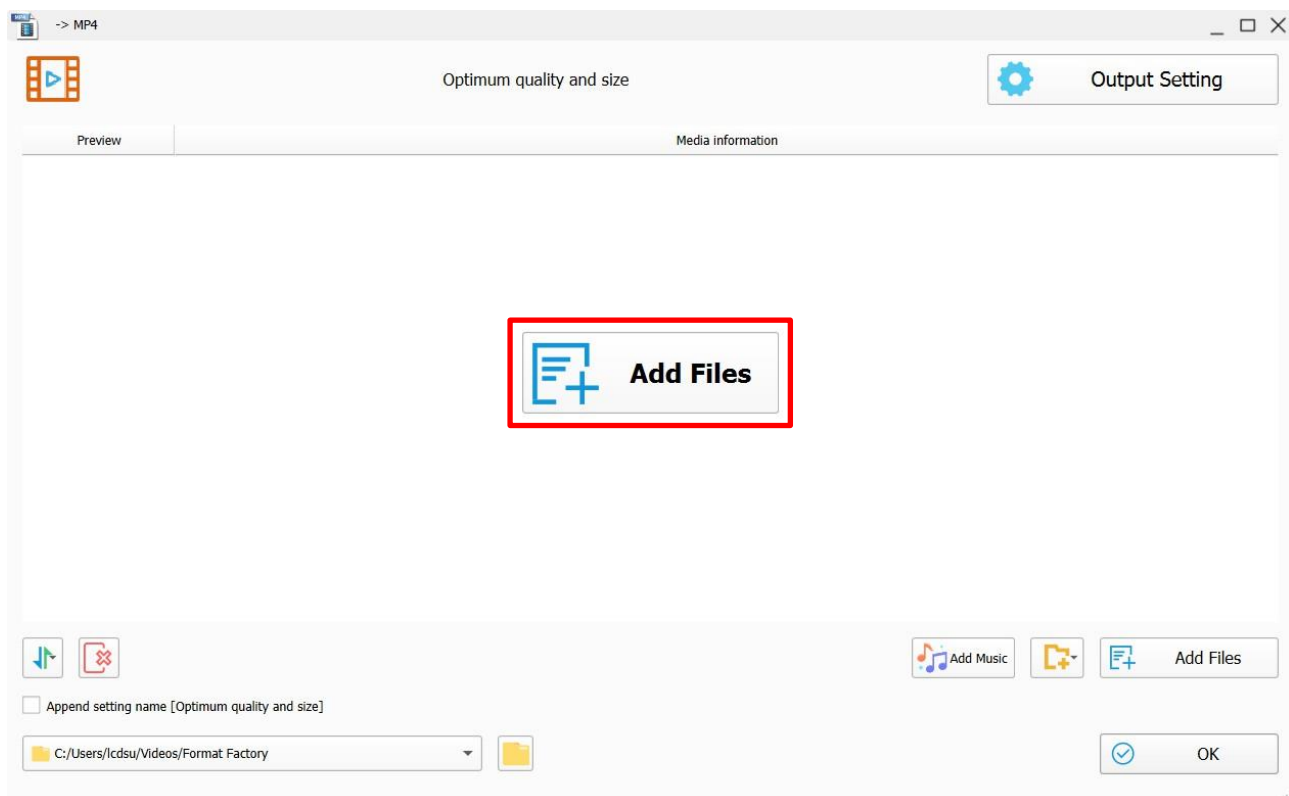 -> MP4
Optimum quality and size
Output Setting
Preview
Media information
Add Files
Add Music
Add Files
Append setting name [Optimum quality and size]
C:/Users/lcdsu/Videos/Format Factory
OK